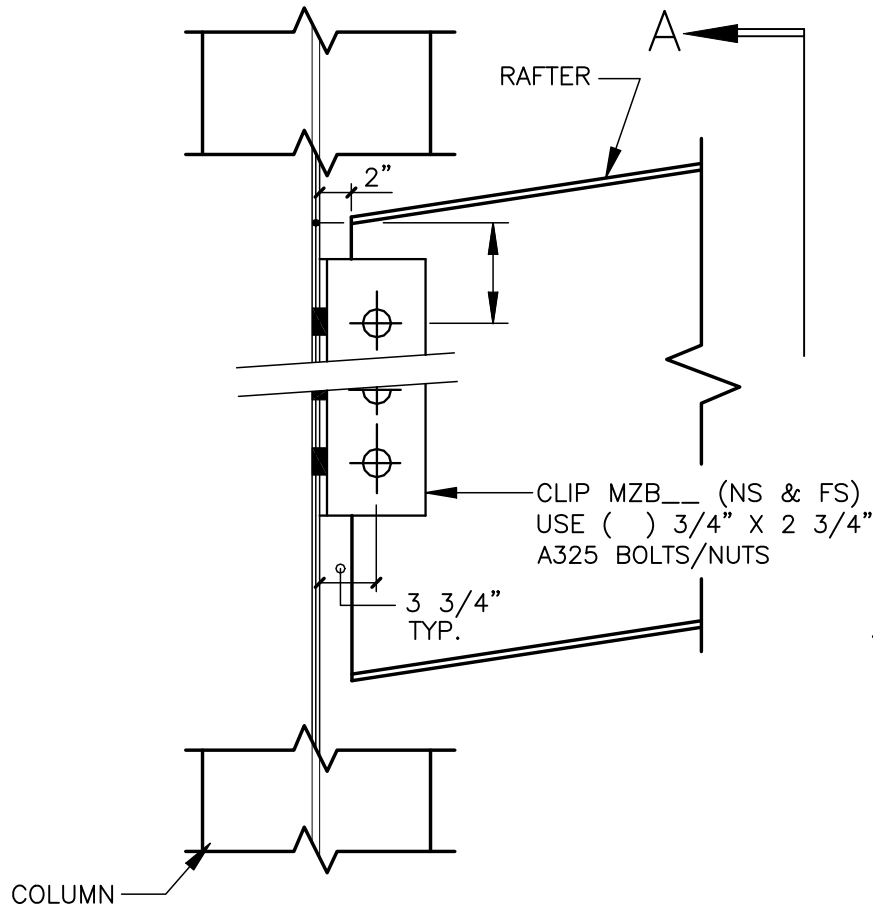 A
RAFTER
2”
CLIP MZB__ (NS & FS)
USE ( ) 3/4” X 2 3/4”
A325 BOLTS/NUTS
3 3/4”
TYP.
COLUMN